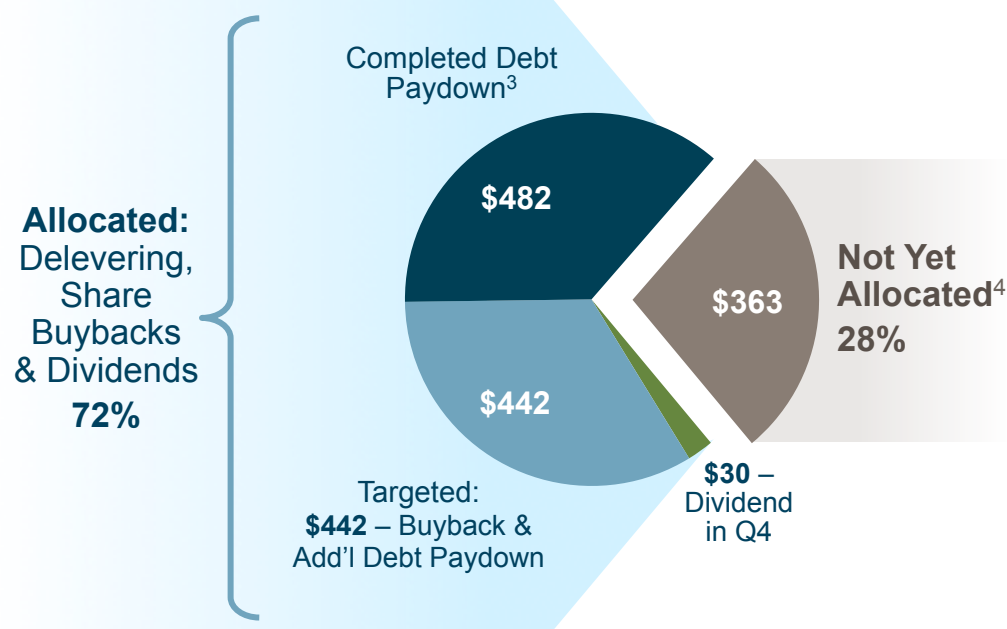 Completed Debt
Paydown3
$482
Allocated:
Delevering,
Share
Buybacks
& Dividends
72%
$363
Not Yet
Allocated4
28%
$442
Targeted:
$442 – Buyback &
Add'l Debt Paydown
$30 –
Dividend
in Q4